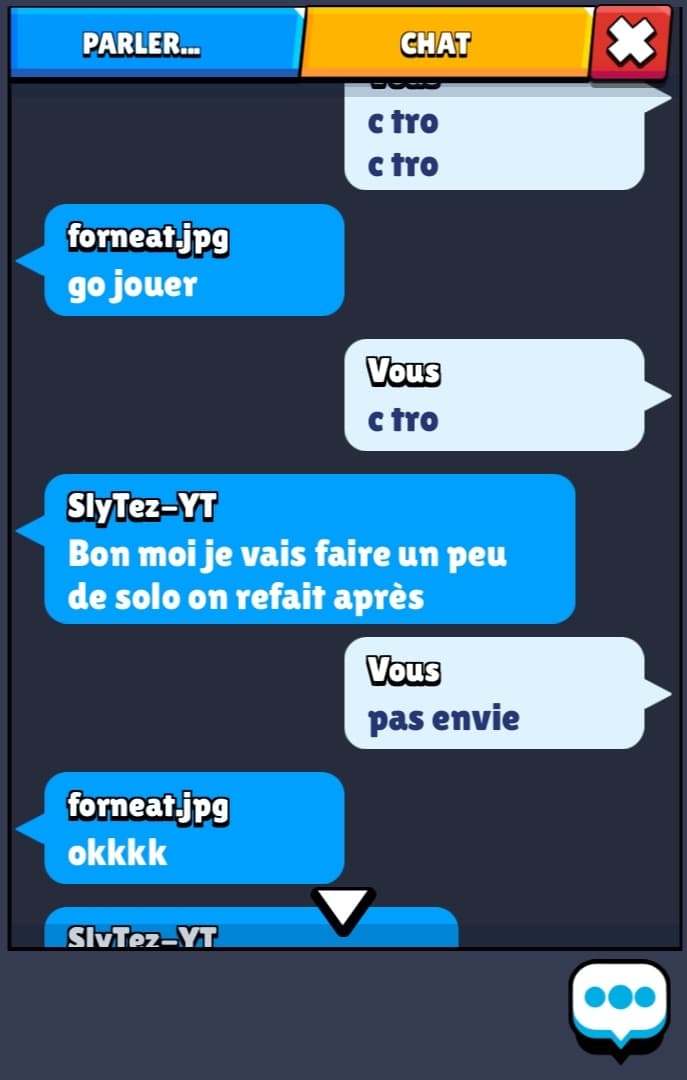 PARLER...
CHAT
Vous
c tro
c tro
forneat.jpg
go jouer
Vous
c tro
SlyTez-YT
Bon moi je vais faire un peu
de solo on refait après
Vous
pas envie
forneat.jpg
okkkk
SlyTez-YT